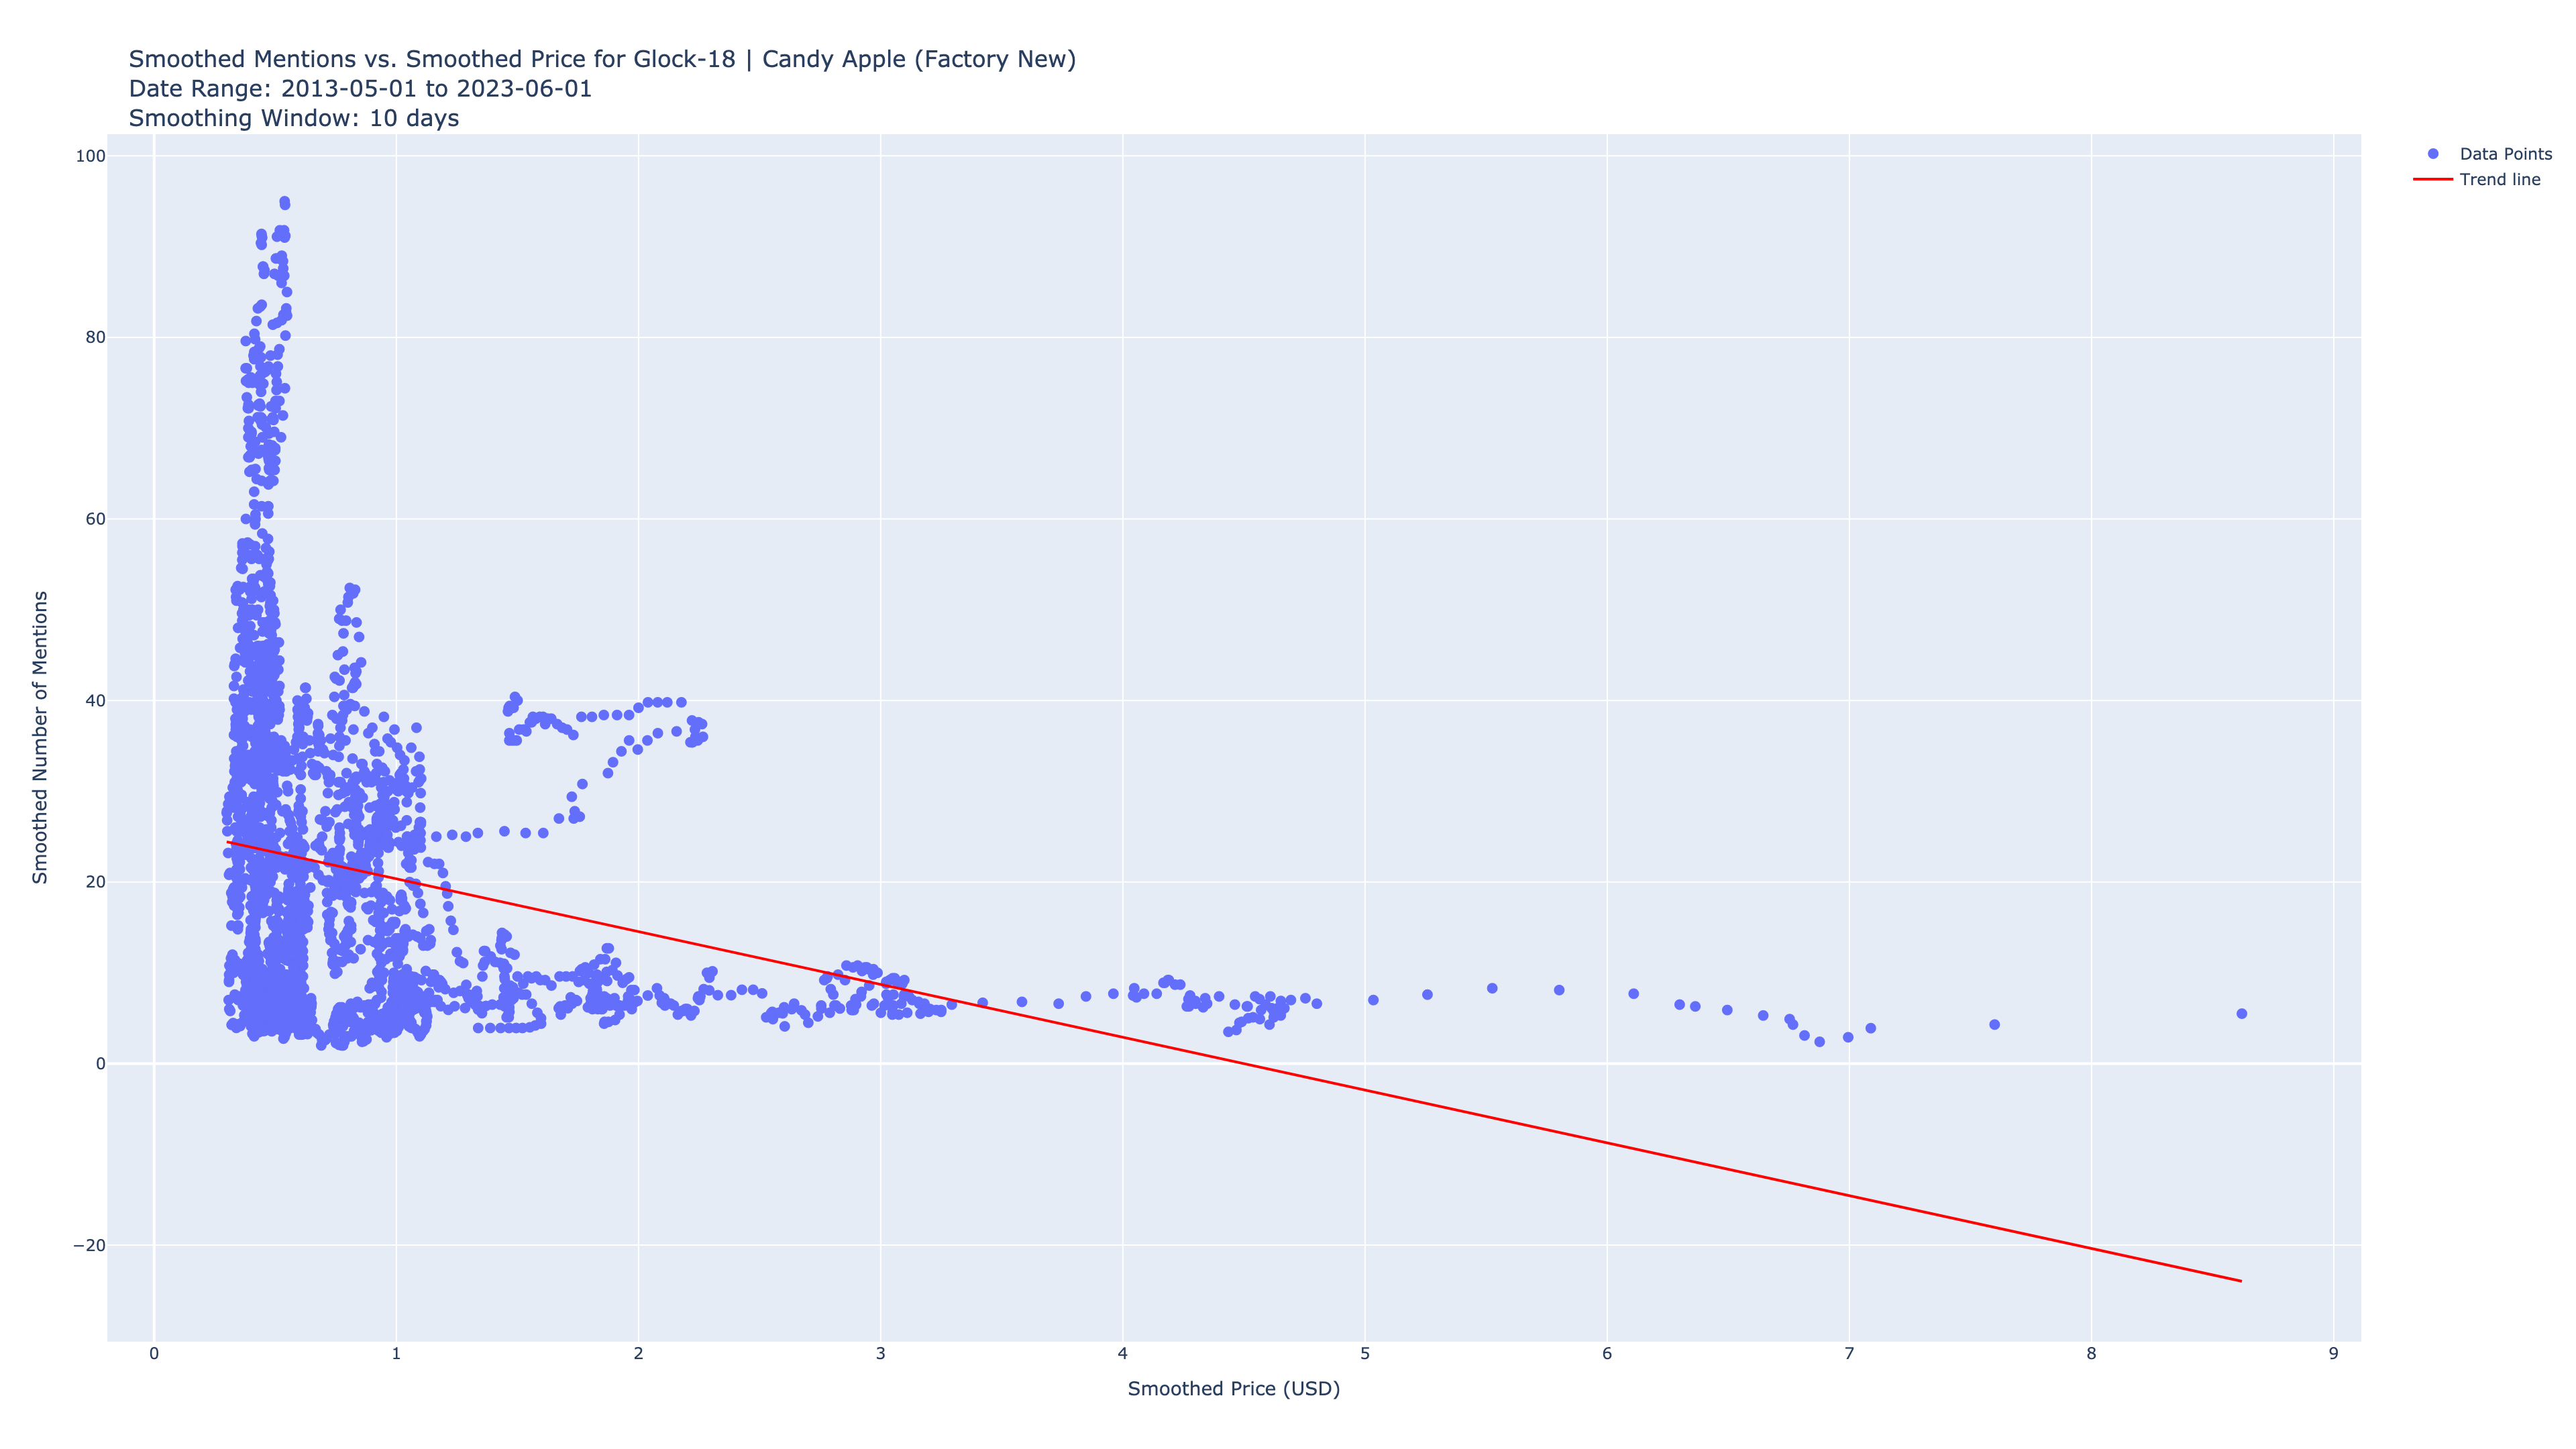 Smoothed Mentions vs. Smoothed Price for Glock-18 | Candy Apple (Factory New)
Date Range: 2013-05-01 to 2023-06-01
Smoothing Window: 10 days
Data Points
Trend line
100
80
60
40
20
0
−20
Smoothed Number of Mentions
0 1 2 3 4 5 6 7 8 9
Smoothed Price (USD)